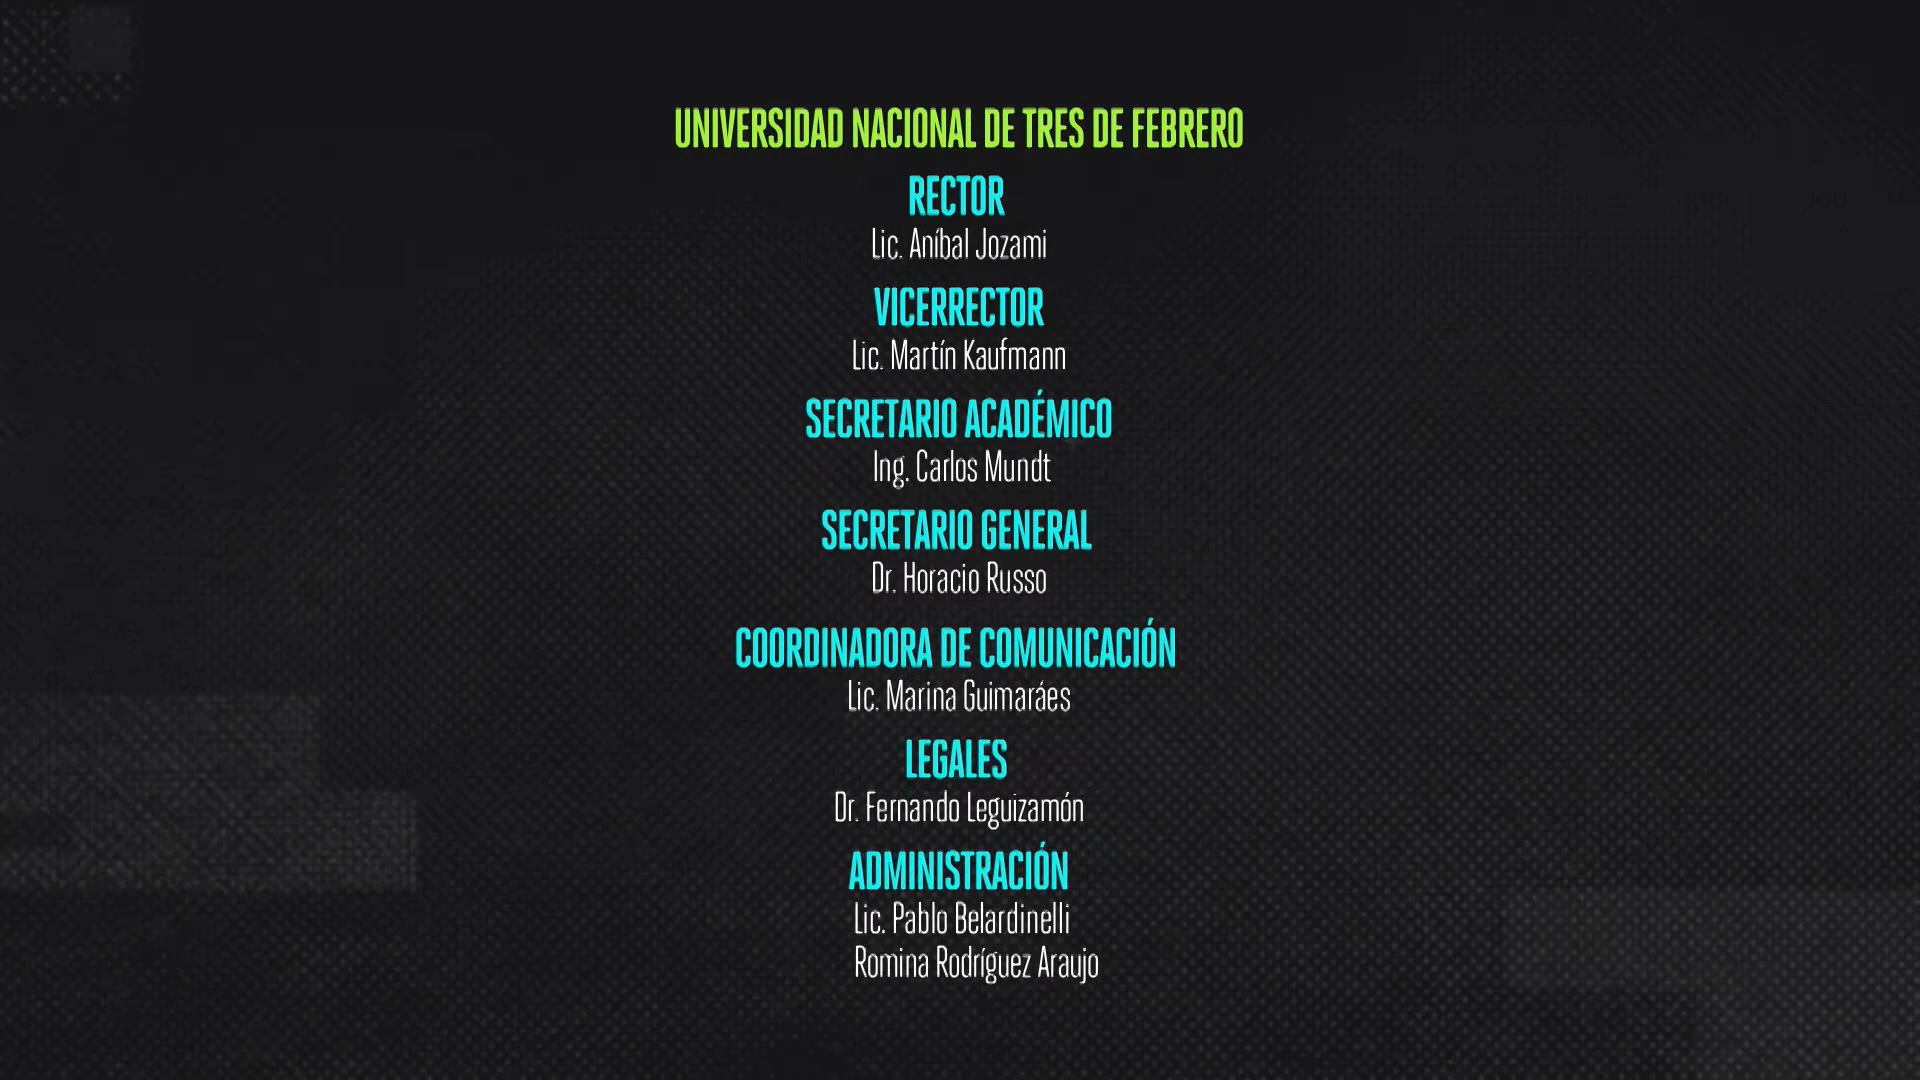 UNIVERSIDAD NACIONAL DE TRES DE FEBRERO
RECTOR
Lic. Aníbal Jozami
VICERRECTOR
Lic. Martín Kaufmann
SECRETARIO ACADÉMICO
Ing. Carlos Mundt
SECRETARIO GENERAL
Dr. Horacio Russo
COORDINADORA DE COMUNICACIÓN
Lic. Marina Guimaráes
LEGALES
Dr. Fernando Leguizamón
ADMINISTRACIÓN
Lic. Pablo Belardinelli
Romina Rodríguez Araujo